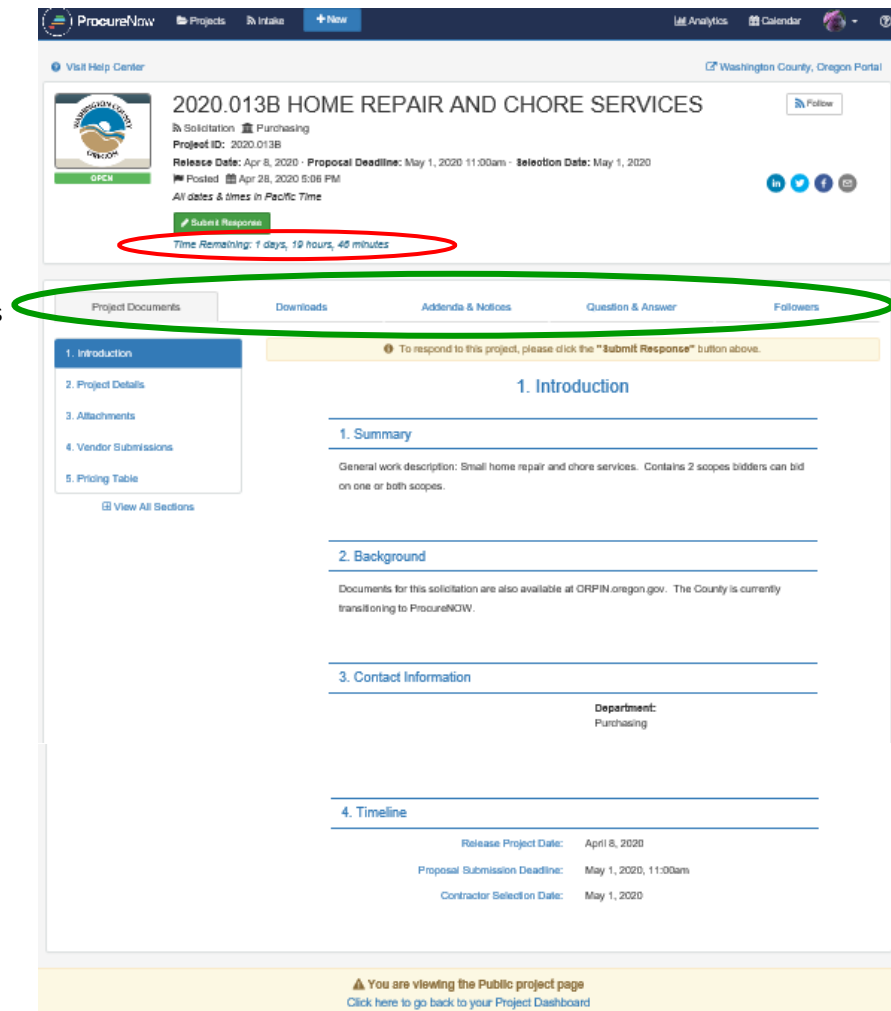 ProcureNow Projects Intake +New Analytics Calendar
Visit Help Center Washington County, Oregon Portal
WASHINGTON COUNTY
OREGON
OPEN
2020.013B HOME REPAIR AND CHORE SERVICES
Follow
Solicitation Purchasing
Project ID: 2020.013B
Release Date: Apr 8, 2020 · Proposal Deadline: May 1, 2020 11:00am · Selection Date: May 1, 2020
Posted Apr 28, 2020 5:06 PM
All dates & times in Pacific Time
Submit Response
Time Remaining: 1 days, 19 hours, 46 minutes
s
Project Documents Downloads Addenda & Notices Question & Answer Followers
1. Introduction
2. Project Details
3. Attachments
4. Vendor Submissions
5. Pricing Table
View All Sections
To respond to this project, please click the "Submit Response" button above.
1. Introduction
1. Summary
General work description: Small home repair and chore services. Contains 2 scopes bidders can bid
on one or both scopes.
2. Background
Documents for this solicitation are also available at ORPIN.oregon.gov. The County is currently
transitioning to ProcureNOW.
3. Contact Information
Department:
Purchasing
4. Timeline
Release Project Date: April 8, 2020
Proposal Submission Deadline: May 1, 2020, 11:00am
Contractor Selection Date: May 1, 2020
You are viewing the Public project page
Click here to go back to your Project Dashboard